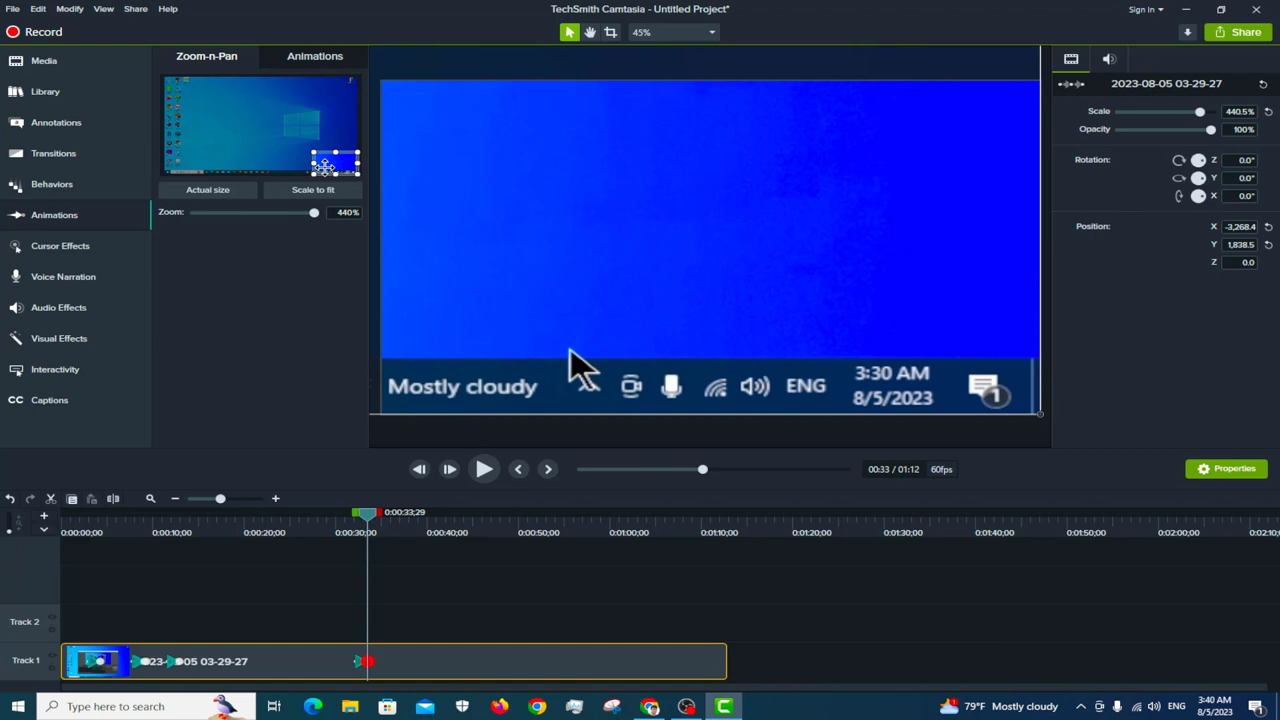 File Edit Modify View Share Help
TechSmith Camtasia - Untitled Project*
Sign In
Record
45%
Share
Media
Library
Annotations
Transitions
Behaviors
Animations
Cursor Effects
Voice Narration
Audio Effects
Visual Effects
Interactivity
CC Captions
Zoom-n-Pan Animations
Actual size Scale to fit
Zoom: 440%
Mostly cloudy ENG 3:30 AM
8/5/2023
1
2023-08-05 03-29-27
Scale 440.5%
Opacity 100%
Rotation: Z 0.0°
Y 0.0°
X 0.0°
Position: X -3,268.4
Y 1,838.5
Z 0.0
00:33 / 01:12 60fps
Properties
0:00:33;29
0:00:00;00 0:00:10;00 0:00:20;00 0:00:30;00 0:00:40;00 0:00:50;00 0:01:00;00 0:01:10;00 0:01:20;00 0:01:30;00 0:01:40;00 0:01:50;00 0:02:00;00
Track 2
Track 1
05 03-29-27
Type here to search
79°F Mostly cloudy ENG 3:40 AM
8/5/2023